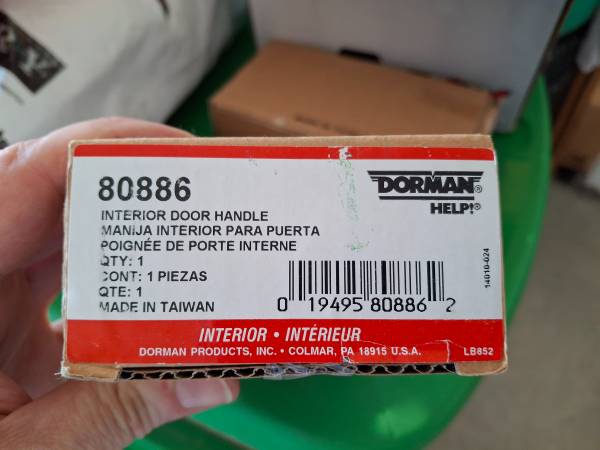 80886
DORMAN®
HELP!®
INTERIOR DOOR HANDLE
MANIJA INTERIOR PARA PUERTA
POIGNÉE DE PORTE INTERNE
QTY: 1
CONT: 1 PIEZAS
QTE: 1
MADE IN TAIWAN
0 19495 80886 2
14010-024
INTERIOR • INTÉRIEUR
DORMAN PRODUCTS, INC. • COLMAR, PA 18915 U.S.A.
LB852